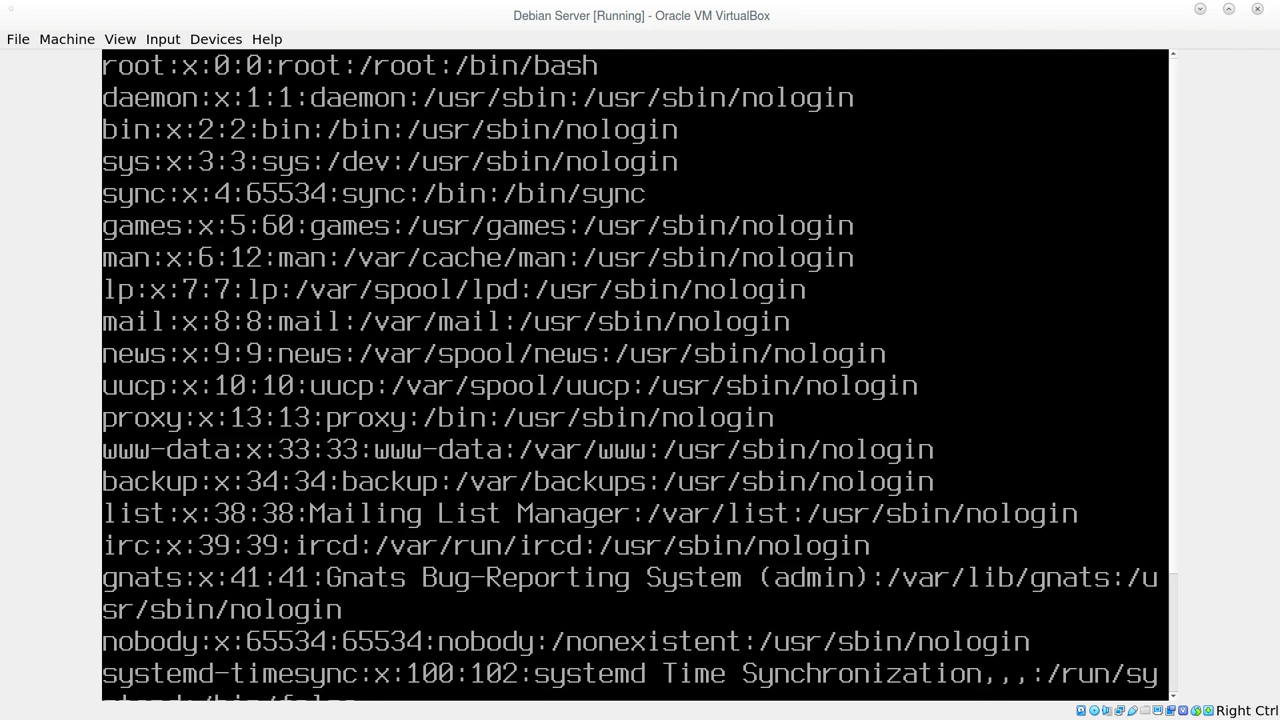 Debian Server [Running] - Oracle VM VirtualBox
File Machine View Input Devices Help
root:x:0:0:root:/root:/bin/bash
daemon:x:1:1:daemon:/usr/sbin:/usr/sbin/nologin
bin:x:2:2:bin:/bin:/usr/sbin/nologin
sys:x:3:3:sys:/dev:/usr/sbin/nologin
sync:x:4:65534:sync:/bin:/bin/sync
games:x:5:60:games:/usr/games:/usr/sbin/nologin
man:x:6:12:man:/var/cache/man:/usr/sbin/nologin
lp:x:7:7:lp:/var/spool/lpd:/usr/sbin/nologin
mail:x:8:8:mail:/var/mail:/usr/sbin/nologin
news:x:9:9:news:/var/spool/news:/usr/sbin/nologin
uucp:x:10:10:uucp:/var/spool/uucp:/usr/sbin/nologin
proxy:x:13:13:proxy:/bin:/usr/sbin/nologin
www-data:x:33:33:www-data:/var/www:/usr/sbin/nologin
backup:x:34:34:backup:/var/backups:/usr/sbin/nologin
list:x:38:38:Mailing List Manager:/var/list:/usr/sbin/nologin
irc:x:39:39:ircd:/var/run/ircd:/usr/sbin/nologin
gnats:x:41:41:Gnats Bug-Reporting System (admin):/var/lib/gnats:/u
sr/sbin/nologin
nobody:x:65534:65534:nobody:/nonexistent:/usr/sbin/nologin
systemd-timesync:x:100:102:systemd Time Synchronization,,,:/run/sy
Right Ctrl